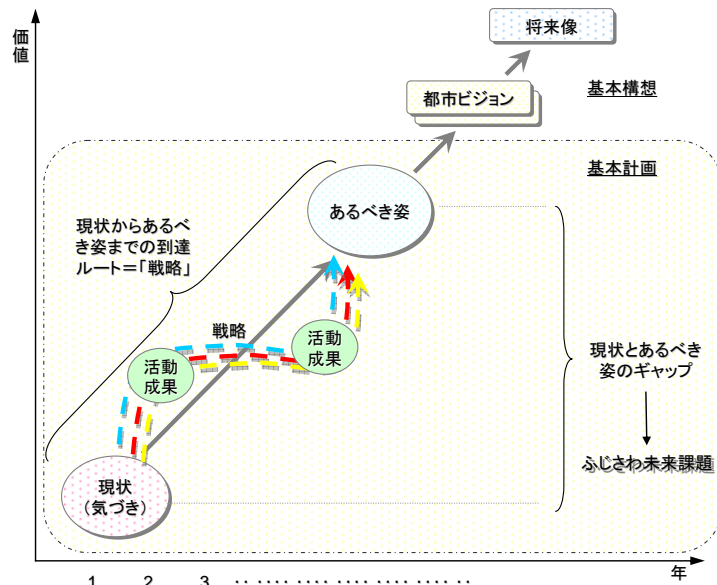 価
値
将来像
基本構想
都市ビジョン
基本計画
あるべき姿
現状からあるべ
き姿までの到達
ルート=「戦略」
戦略
活動
成果
活動
成果
現状とあるべき
姿のギャップ
ふじさわ未来課題
現状
(気づき)
年
1 2 3 ‥‥‥‥‥‥‥‥‥‥‥‥